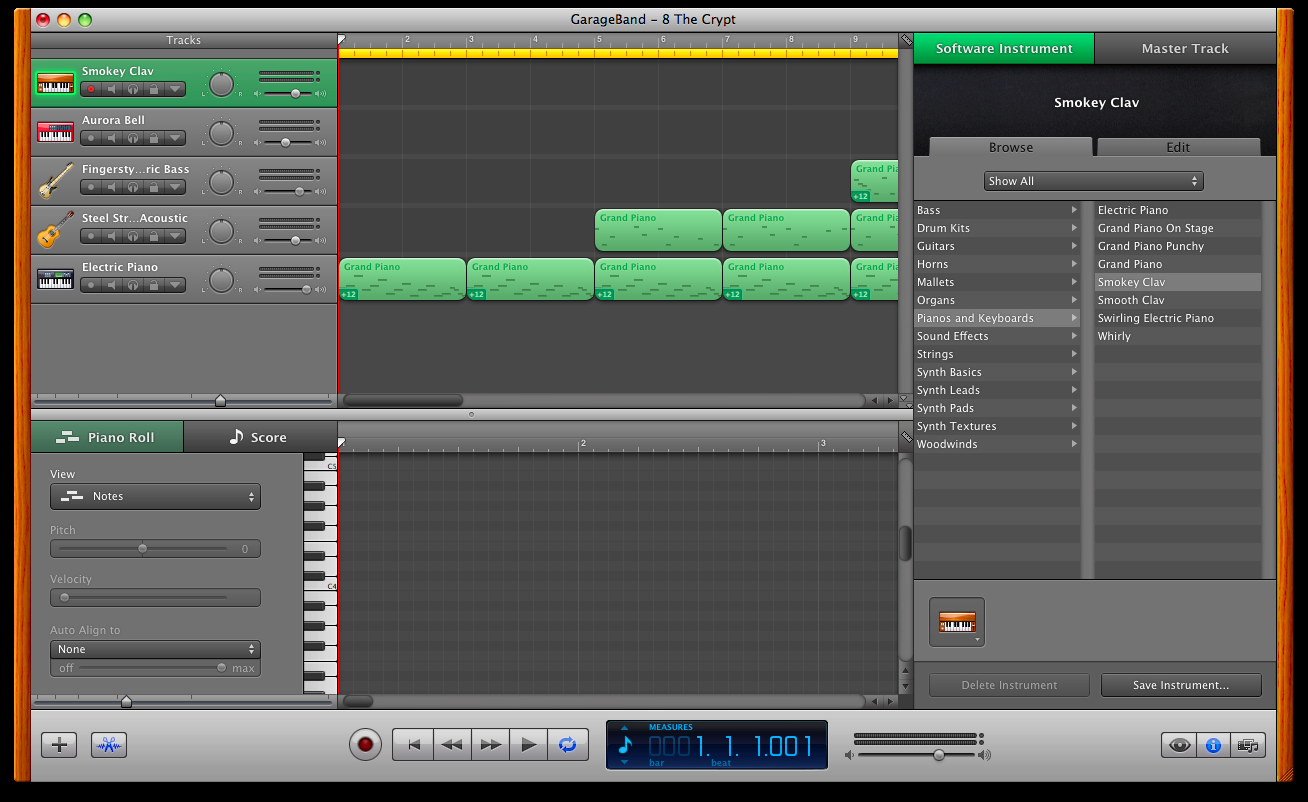 GarageBand – 8 The Crypt
Tracks
2 3 4 5 6 7 8 9
Smokey Clav
L R
Aurora Bell
L R
Fingersty...ric Bass
L R
Steel Str...Acoustic
L R
Electric Piano
L R
Grand Pia
+12
Grand Piano Grand Piano Grand Pia
Grand Piano Grand Piano Grand Piano Grand Piano Grand Pia
+12 +12 +12 +12 +12
Piano Roll
Score
2 3
View
Notes
Pitch
0
Velocity
Auto Align to
None
off max
C5
C4
Software Instrument
Master Track
Smokey Clav
Browse
Edit
Show All
Bass
Drum Kits
Guitars
Horns
Mallets
Organs
Pianos and Keyboards
Sound Effects
Strings
Synth Basics
Synth Leads
Synth Pads
Synth Textures
Woodwinds
Electric Piano
Grand Piano On Stage
Grand Piano Punchy
Grand Piano
Smokey Clav
Smooth Clav
Swirling Electric Piano
Whirly
Delete Instrument
Save Instrument...
MEASURES
1. 1. 1.001
bar beat